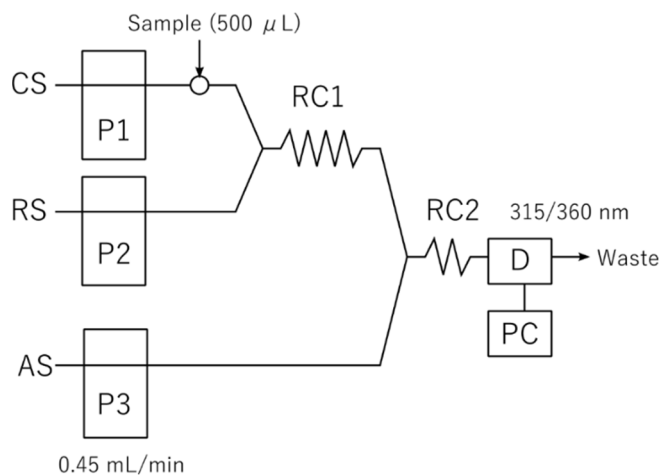 Sample (500 μL)
CS
P1
RC1
RS
P2
RC2
315/360 nm
D
Waste
PC
AS
P3
0.45 mL/min